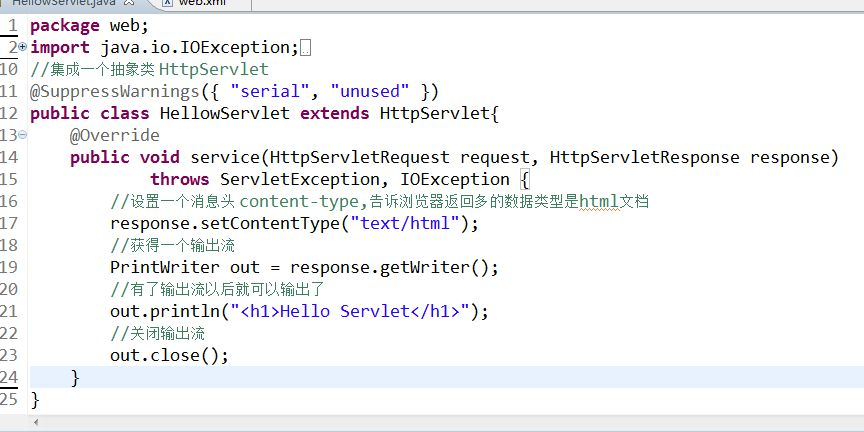 HellowServlet.java web.xml
1 package web;
2 import java.io.IOException;
10 //集成一个抽象类 HttpServlet
11 @SuppressWarnings({ "serial", "unused" })
12 public class HellowServlet extends HttpServlet{
13 @Override
14 public void service(HttpServletRequest request, HttpServletResponse response)
15 throws ServletException, IOException {
16 //设置一个消息头 content-type,告诉浏览器返回多的数据类型是html文档
17 response.setContentType("text/html");
18 //获得一个输出流
19 PrintWriter out = response.getWriter();
20 //有了输出流以后就可以输出了
21 out.println("<h1>Hello Servlet</h1>");
22 //关闭输出流
23 out.close();
24 }
25 }